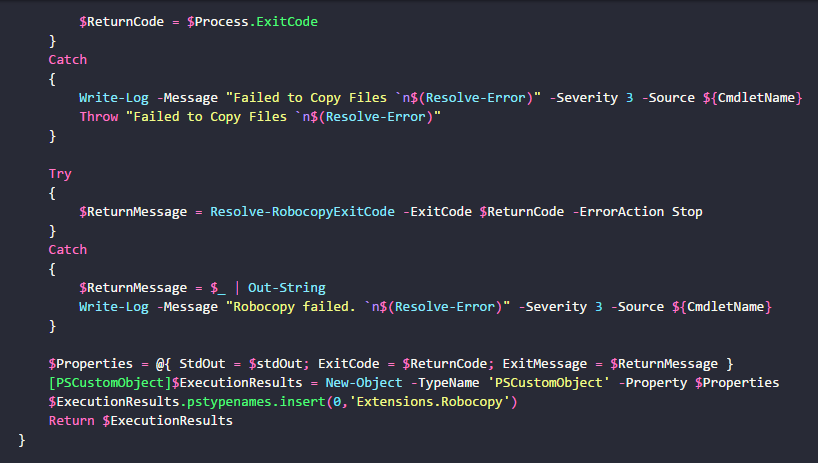 $ReturnCode = $Process.ExitCode
    }
    Catch
    {
        Write-Log -Message "Failed to Copy Files `n$(Resolve-Error)" -Severity 3 -Source ${CmdletName}
        Throw "Failed to Copy Files `n$(Resolve-Error)"
    }

    Try
    {
        $ReturnMessage = Resolve-RobocopyExitCode -ExitCode $ReturnCode -ErrorAction Stop
    }
    Catch
    {
        $ReturnMessage = $_ | Out-String
        Write-Log -Message "Robocopy failed. `n$(Resolve-Error)" -Severity 3 -Source ${CmdletName}
    }

    $Properties = @{ StdOut = $stdOut; ExitCode = $ReturnCode; ExitMessage = $ReturnMessage }
    [PSCustomObject]$ExecutionResults = New-Object -TypeName 'PSCustomObject' -Property $Properties
    $ExecutionResults.pstypenames.insert(0,'Extensions.Robocopy')
    Return $ExecutionResults
}